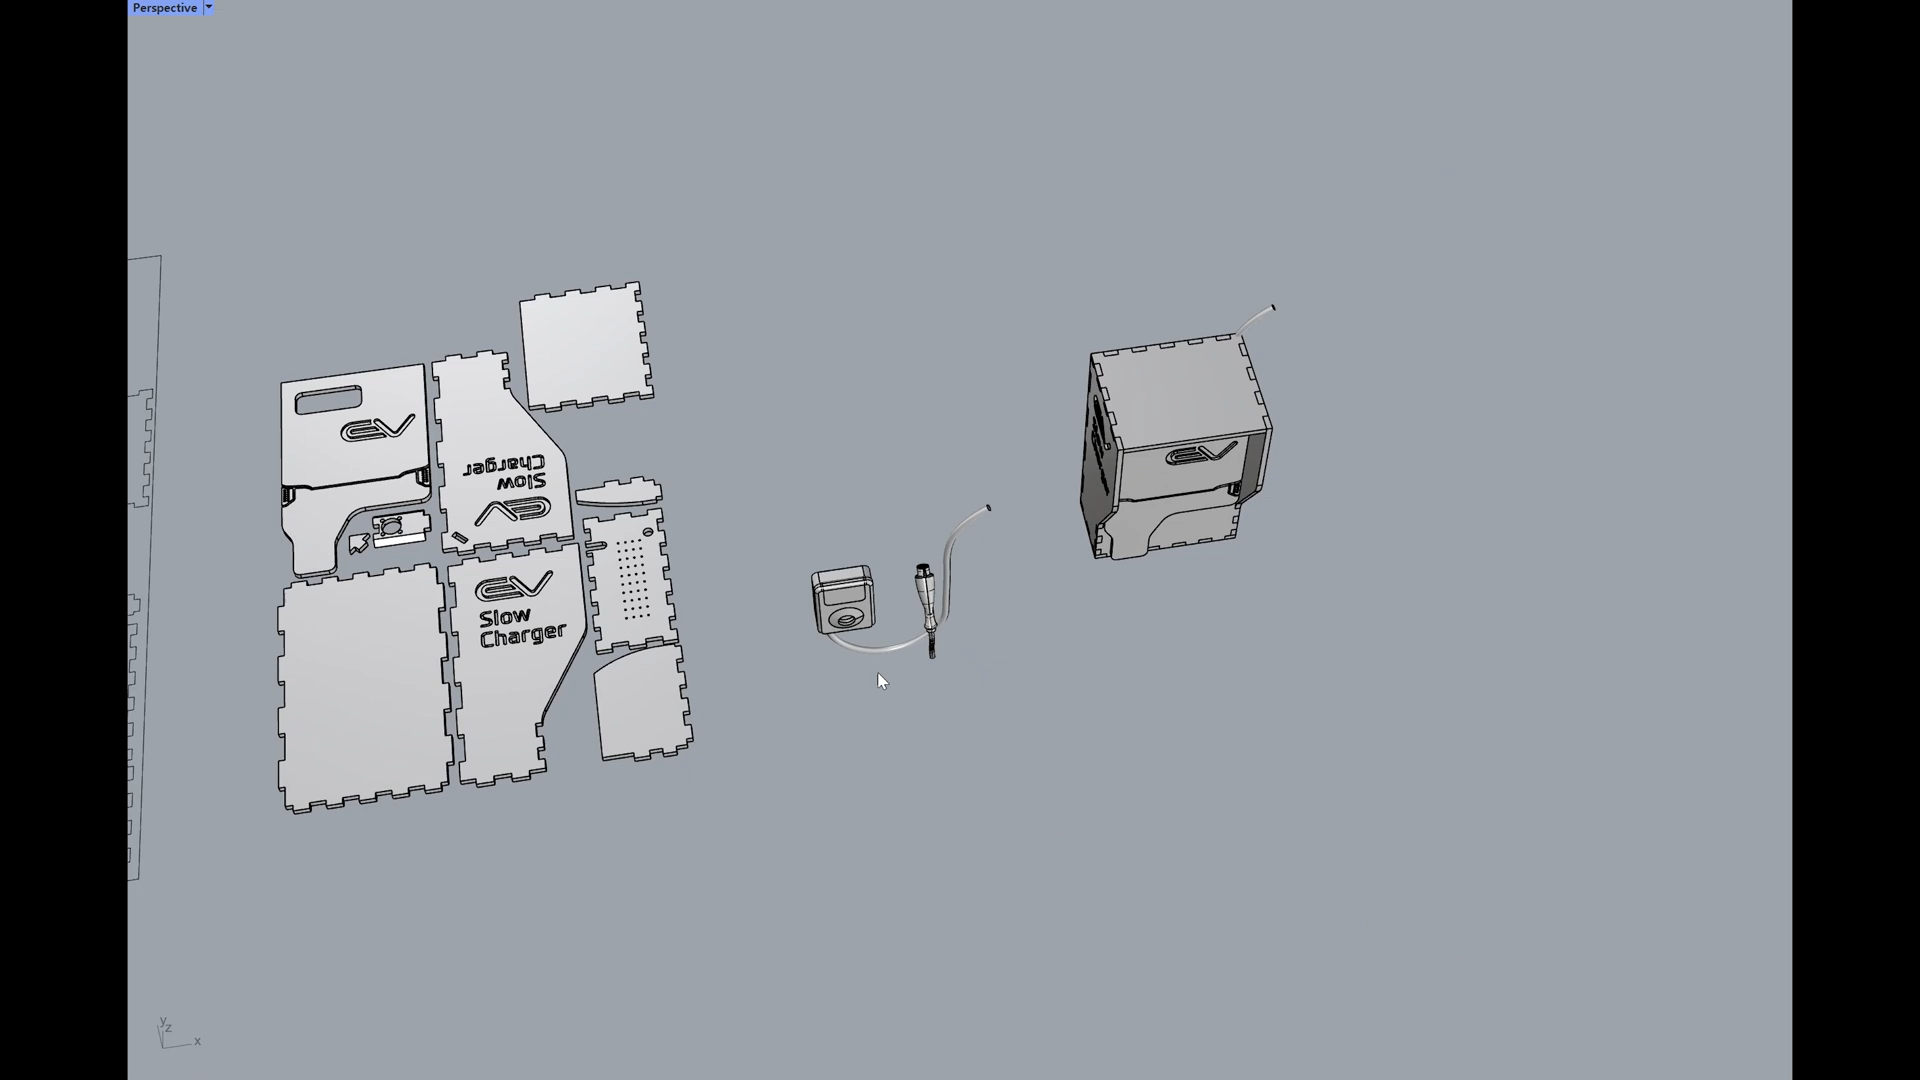 Perspective
EV
Slow
Charger
EV
EV
Slow
Charger
EV
y
z
x